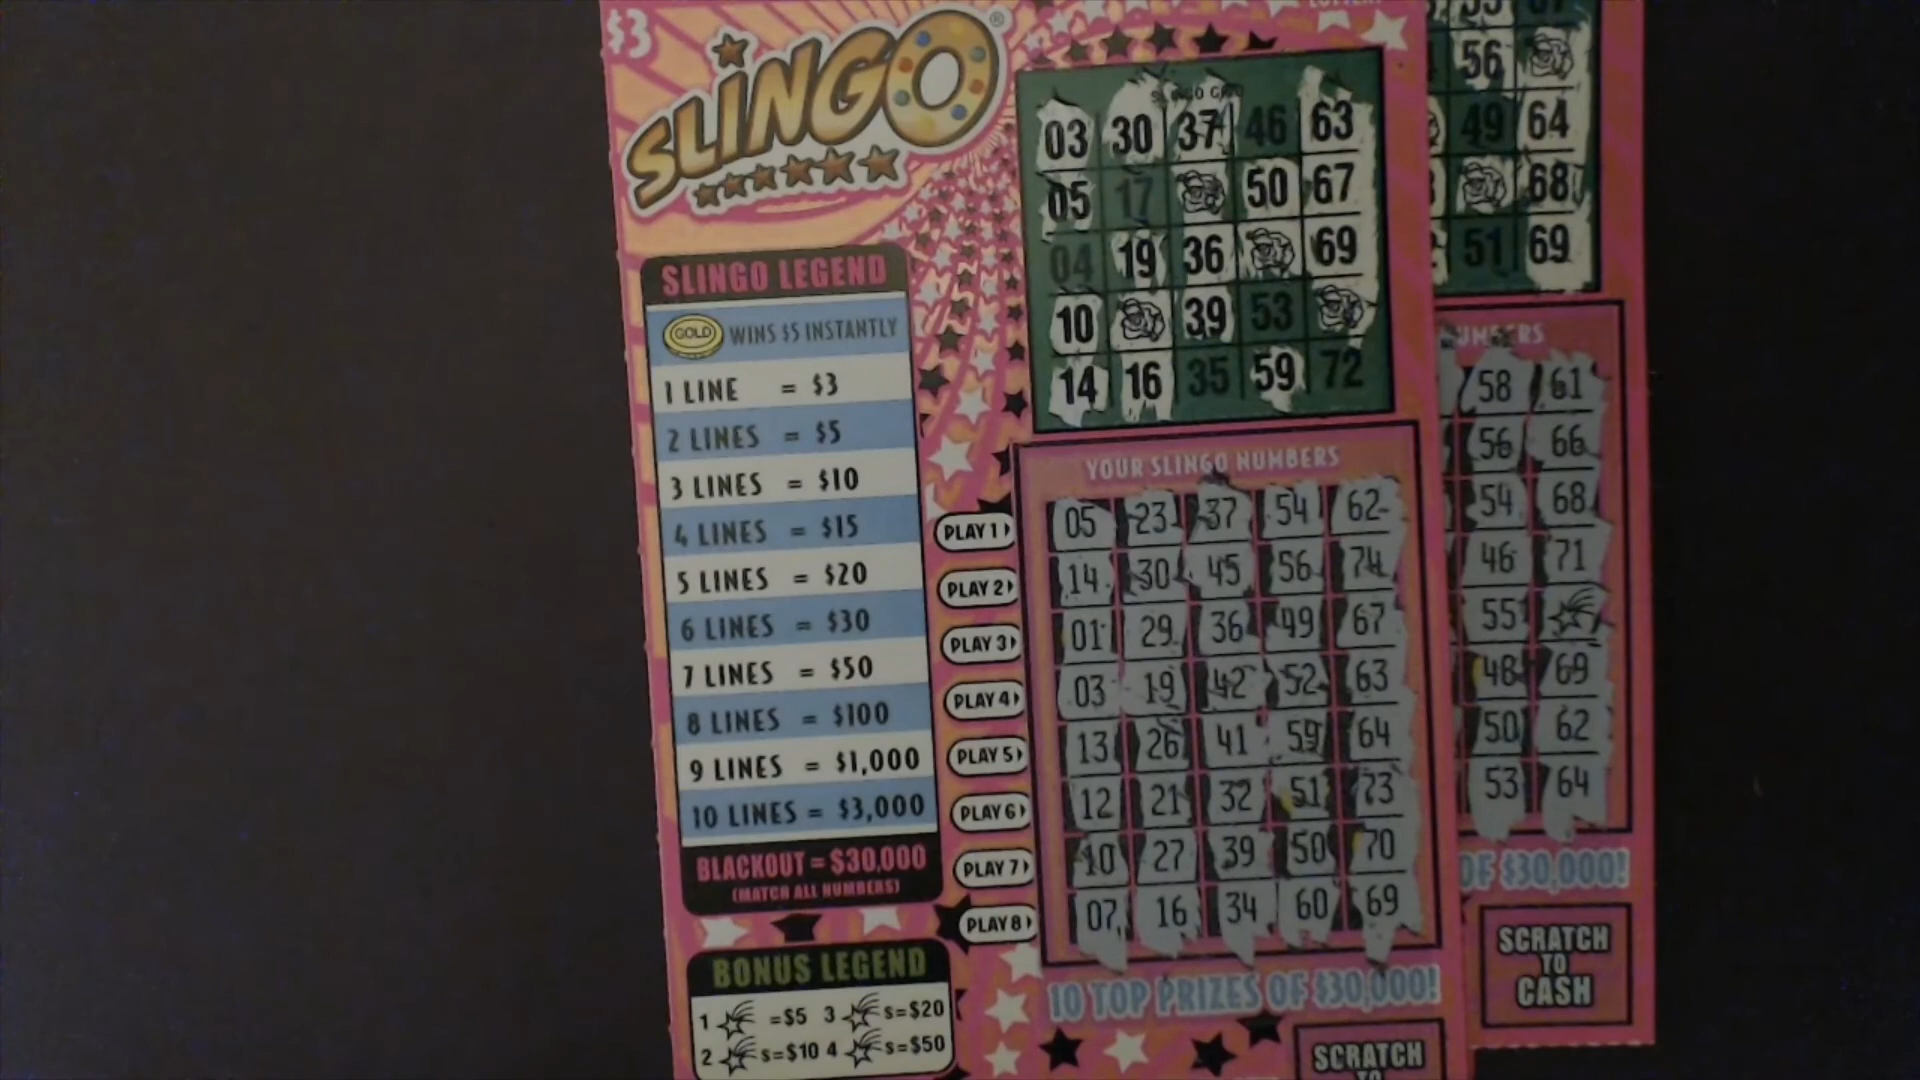 $3
SLINGO®
SLINGO LEGEND
GOLD WINS $5 INSTANTLY
1 LINE = $3
2 LINES = $5
3 LINES = $10
4 LINES = $15
5 LINES = $20
6 LINES = $30
7 LINES = $50
8 LINES = $100
9 LINES = $1,000
10 LINES = $3,000
BLACKOUT = $30,000
(MATCH ALL NUMBERS)
BONUS LEGEND
1 =$5 3 s=$20
2 s=$10 4 s=$50
03 30 37 46 63
05 17 50 67
04 19 36 69
10 39 53
14 16 35 59 72
YOUR SLINGO NUMBERS
PLAY 1 05 23 37 54 62
PLAY 2 14 30 45 56 74
PLAY 3 01 29 36 49 67
PLAY 4 03 19 42 52 63
PLAY 5 13 26 41 59 64
PLAY 6 12 21 32 51 73
PLAY 7 10 27 39 50 70
PLAY 8 07 16 34 60 69
10 TOP PRIZES OF $30,000!
SCRATCH
TO
56
49 64
68
51 69
NUMBERS
58 61
56 66
54 68
46 71
55
48 69
50 62
53 64
OF $30,000!
SCRATCH
TO
CASH